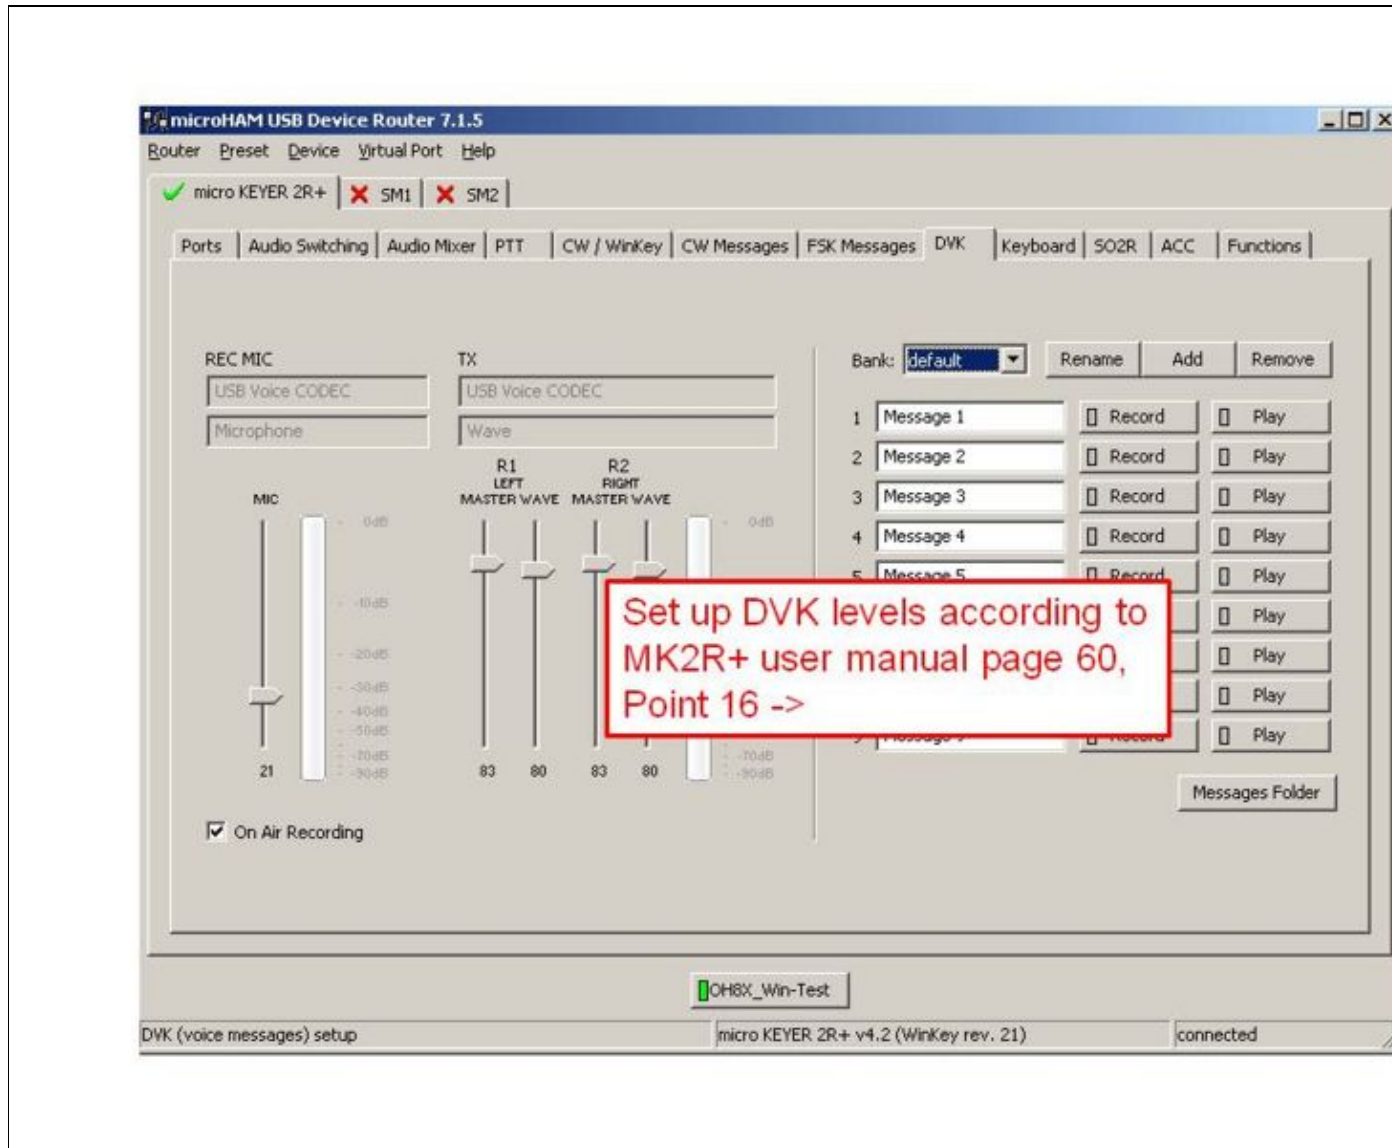 microHAM USB Device Router 7.1.5
Router Preset Device Virtual Port Help
micro KEYER 2R+ SM1 SM2
Ports Audio Switching Audio Mixer PTT CW / WinKey CW Messages FSK Messages DVK Keyboard SO2R ACC Functions
REC MIC TX Bank: default Rename Add Remove
USB Voice CODEC USB Voice CODEC
Microphone Wave
1 Message 1 Record Play
2 Message 2 Record Play
3 Message 3 Record Play
4 Message 4 Record Play
5 Message 5 Record Play
Play
Play
Play
Play
R1 R2
LEFT RIGHT
MIC MASTER WAVE MASTER WAVE
0dB 0dB
-10dB
-20dB
-30dB
-40dB
-50dB
-70dB -70dB
-90dB -90dB
21 83 80 83 80
Set up DVK levels according to
MK2R+ user manual page 60,
Point 16 ->
Messages Folder
On Air Recording
OH8X_Win-Test
DVK (voice messages) setup micro KEYER 2R+ v4.2 (WinKey rev. 21) connected